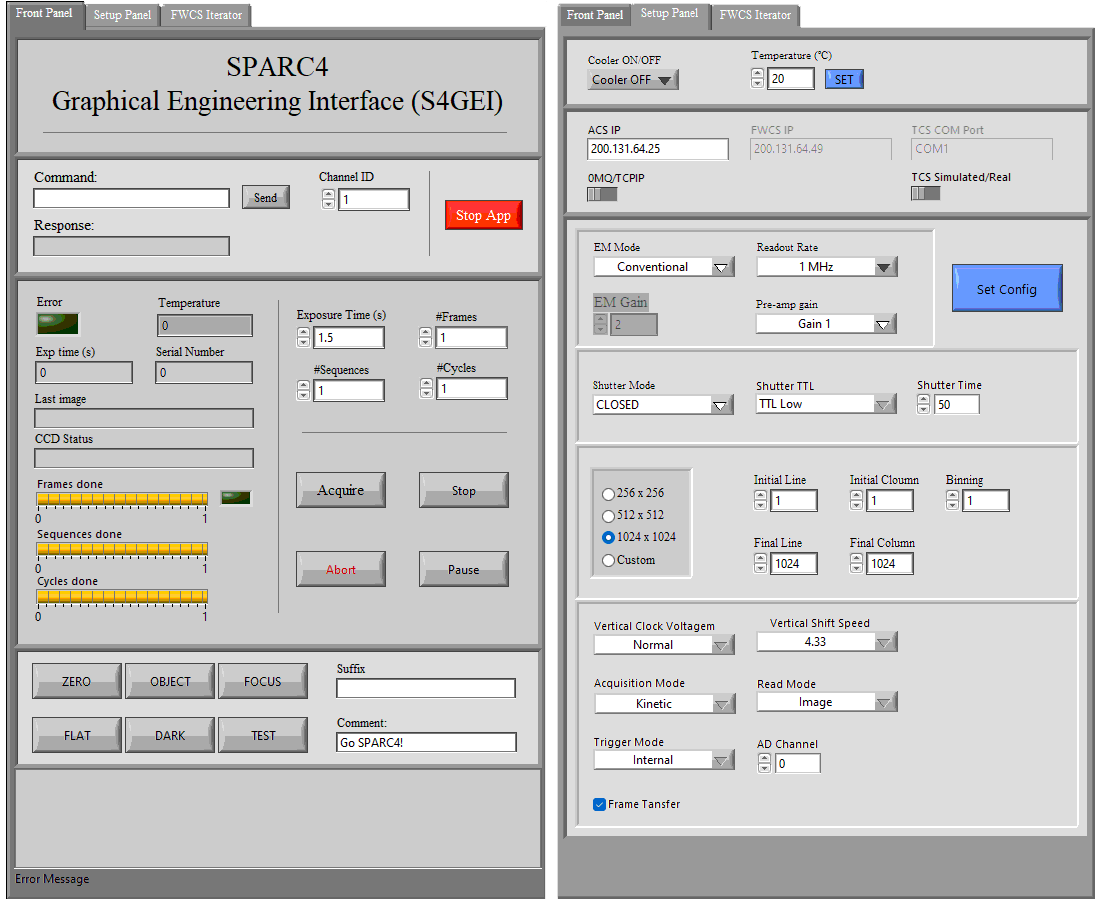 Front Panel
Setup Panel
FWCS Iterator
SPARC4
Graphical Engineering Interface (S4GEI)
Command:
Send
Channel ID
1
Stop App
Response:
Error
Temperature
0
Exp time (s)
Serial Number
0
0
Last image
CCD Status
Frames done
0 1
Sequences done
0 1
Cycles done
0 1
Exposure Time (s)
#Frames
1.5
1
#Sequences
#Cycles
1
1
Acquire
Stop
Abort
Pause
ZERO
OBJECT
FOCUS
FLAT
DARK
TEST
Suffix
Comment:
Go SPARC4!
Error Message
Front Panel
Setup Panel
FWCS Iterator
Cooler ON/OFF
Cooler OFF
Temperature (°C)
20
SET
ACS IP
FWCS IP
TCS COM Port
200.131.64.25
200.131.64.49
COM1
0MQ/TCPIP
TCS Simulated/Real
EM Mode
Readout Rate
Conventional
1 MHz
EM Gain
2
Pre-amp gain
Gain 1
Set Config
Shutter Mode
Shutter TTL
Shutter Time
CLOSED
TTL Low
50
256 x 256
512 x 512
1024 x 1024
Custom
Initial Line
Initial Cloumn
Binning
1
1
1
Final Line
Final Column
1024
1024
Vertical Clock Voltagem
Vertical Shift Speed
Normal
4.33
Acquisition Mode
Read Mode
Kinetic
Image
Trigger Mode
AD Channel
Internal
0
Frame Tansfer